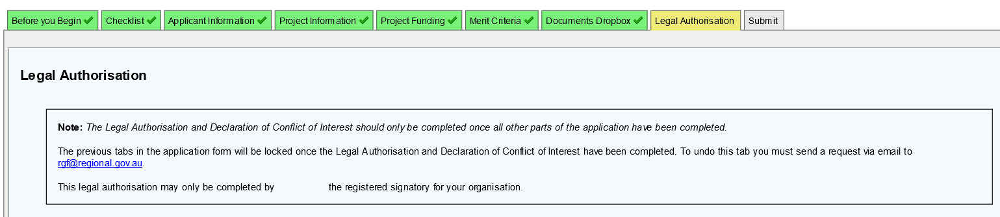 Before you Begin Checklist Applicant Information Project Information Project Funding Merit Criteria Documents Dropbox Legal Authorisation Submit
Legal Authorisation
Note: The Legal Authorisation and Declaration of Conflict of Interest should only be completed once all other parts of the application have been completed.
The previous tabs in the application form will be locked once the Legal Authorisation and Declaration of Conflict of Interest have been completed. To undo this tab you must send a request via email to
rgf@regional.gov.au.
This legal authorisation may only be completed by the registered signatory for your organisation.